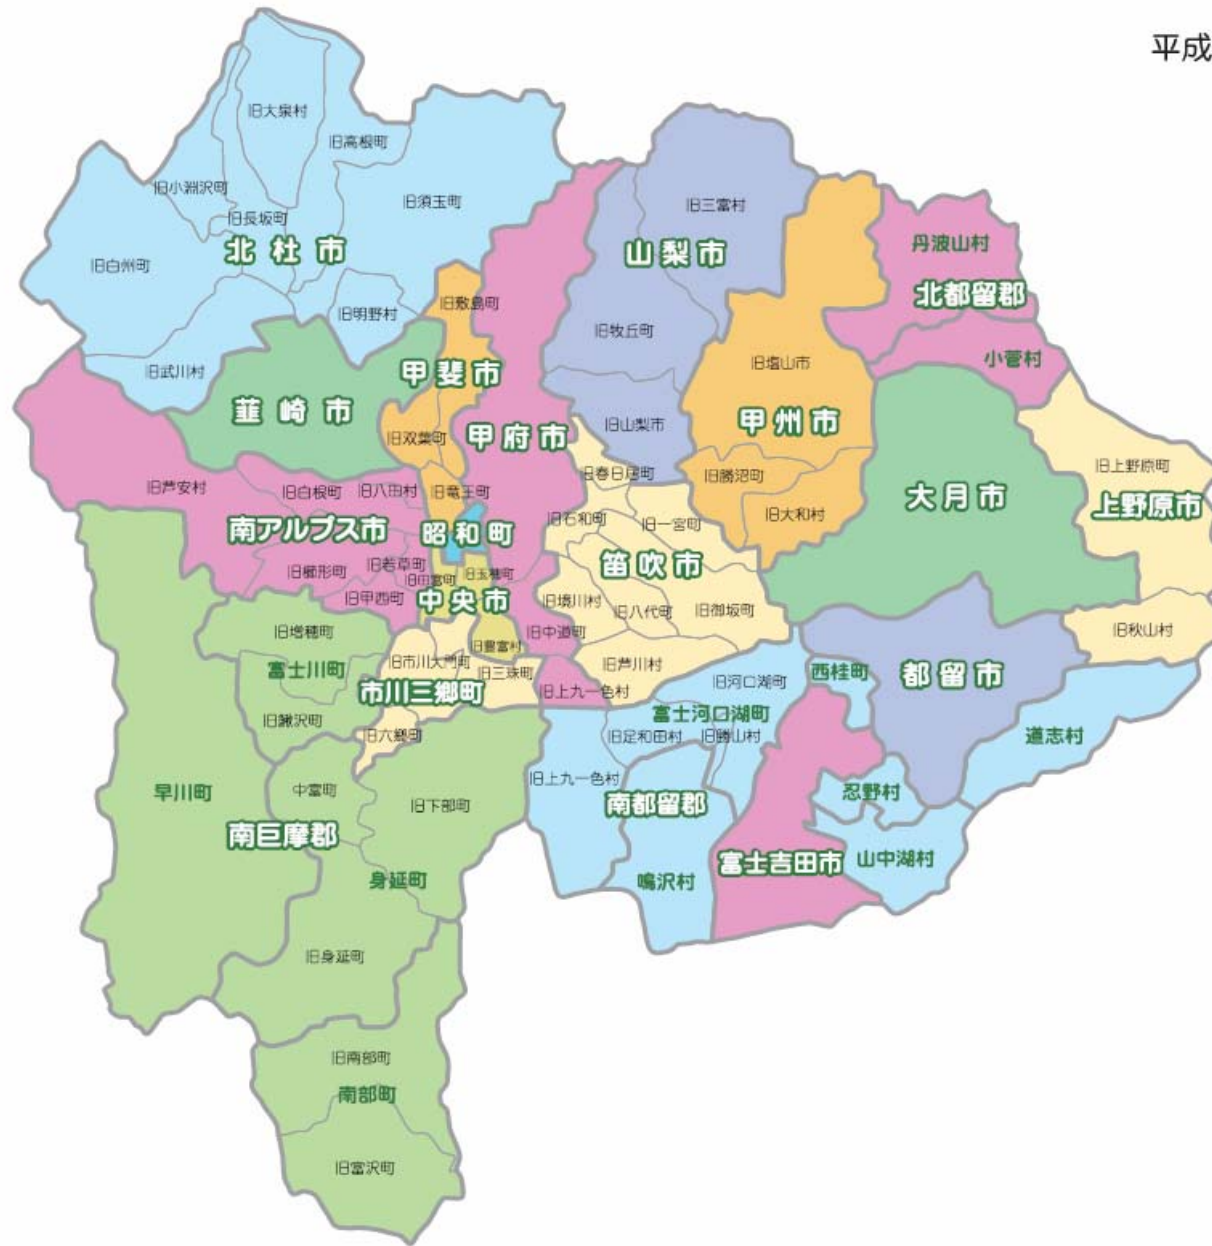 平成
旧大泉村
旧高根町
旧小淵沢町
旧須玉町
旧長坂町
北杜市
旧白州町
旧明野村
旧武川村
旧三富村
山梨市
旧牧丘町
旧山梨市
丹波山村
北都留郡
小菅村
旧敷島町
甲斐市
旧双葉町
旧竜王町
韮崎市
甲府市
旧塩山市
甲州市
旧勝沼町
旧大和村
大月市
旧上野原町
上野原市
旧秋山村
旧芦安村
旧白根町
旧八田村
南アルプス市
旧若草町
旧櫛形町
旧甲西町
昭和町
旧田富町
旧玉穂町
中央市
旧豊富村
旧春日居町
旧石和町
旧一宮町
笛吹市
旧境川村
旧八代町
旧御坂町
旧芦川村
旧中道町
旧上九一色村
旧増穂町
富士川町
旧鰍沢町
旧市川大門町
旧三珠町
市川三郷町
旧六郷町
旧河口湖町
富士河口湖町
旧足和田村
旧勝山村
旧上九一色村
西桂町
都留市
道志村
忍野村
山中湖村
南都留郡
鳴沢村
富士吉田市
早川町
中富町
旧下部町
南巨摩郡
身延町
旧身延町
旧南部町
南部町
旧富沢町